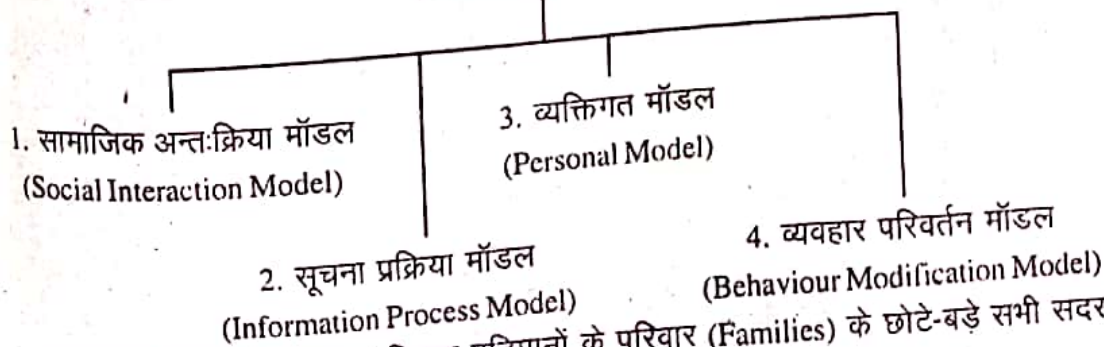 1. सामाजिक अन्तःक्रिया मॉडल
(Social Interaction Model)
3. व्यक्तिगत मॉडल
(Personal Model)
2. सूचना प्रक्रिया मॉडल
(Information Process Model)
4. व्यवहार परिवर्तन मॉडल
(Behaviour Modification Model)
के परिवार (Families) के छोटे-बड़े सभी